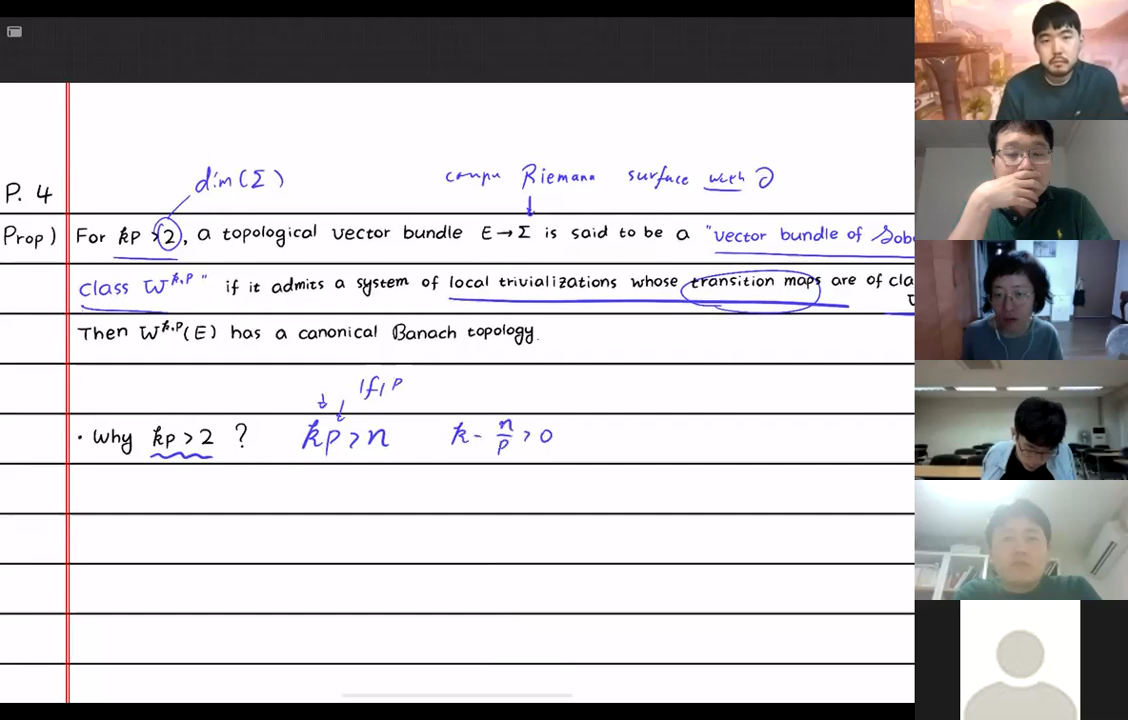 dim(Σ)
Riemann surface with ∂
P. 4
Prop) For kp > 2, a topological vector bundle E→Σ is said to be a "vector bundle of Sob
class W^{k,p}" if it admits a system of local trivializations whose transition maps are of cla
Then W^{k,p}(E) has a canonical Banach topology.
|f|^p
· Why kp > 2 ? kp > n k - n/p > 0